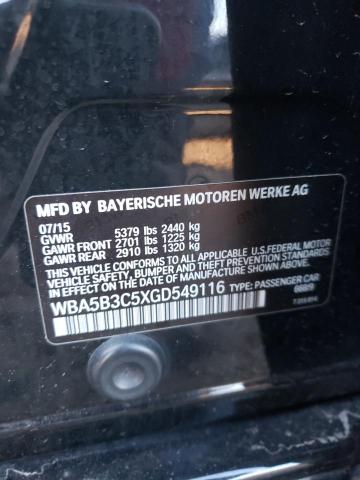 MFD BY BAYERISCHE MOTOREN WERKE AG
07/15
GVWR 5379 lbs 2440 kg
GAWR FRONT 2701 lbs 1225 kg
GAWR REAR 2910 lbs 1320 kg
THIS VEHICLE CONFORMS TO ALL APPLICABLE U.S. FEDERAL MOTOR
VEHICLE SAFETY, BUMPER, AND THEFT PREVENTION STANDARDS
IN EFFECT ON THE DATE OF MANUFACTURE SHOWN ABOVE.
WBA5B3C5XGD549116 TYPE: PASSENGER CAR